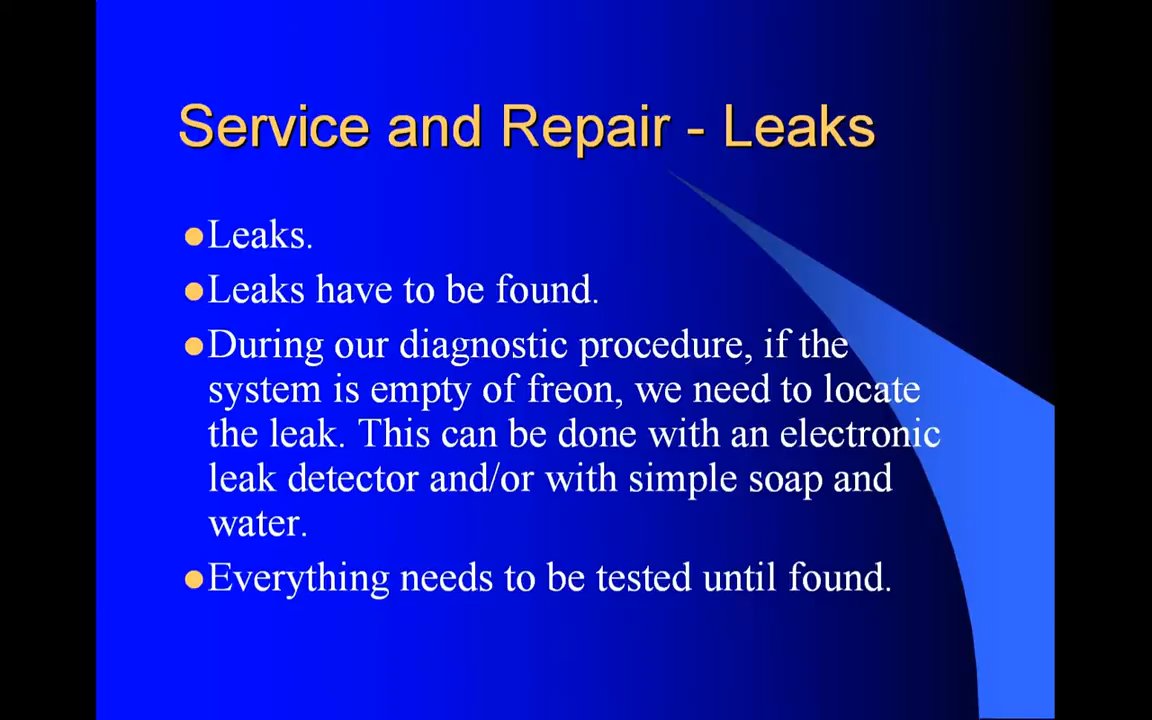 Service and Repair - Leaks
●Leaks.
●Leaks have to be found.
●During our diagnostic procedure, if the
system is empty of freon, we need to locate
the leak. This can be done with an electronic
leak detector and/or with simple soap and
water.
●Everything needs to be tested until found.